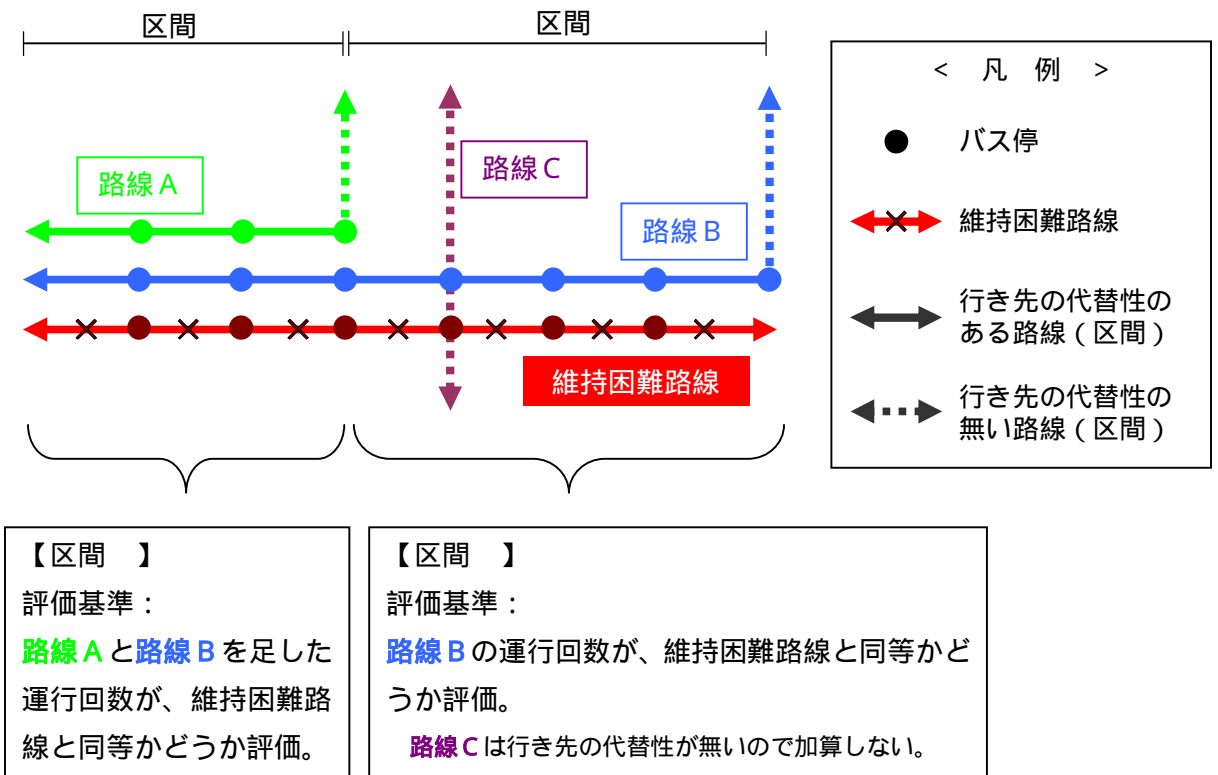 区間
区間
路線A
路線C
路線B
維持困難路線
< 凡 例 >
バス停
維持困難路線
行き先の代替性の
ある路線(区間)
行き先の代替性の
無い路線(区間)
【区間　】
評価基準:
路線Aと路線Bを足した
運行回数が、維持困難路
線と同等かどうか評価。
【区間　】
評価基準:
路線Bの運行回数が、維持困難路線と同等かど
うか評価。
路線Cは行き先の代替性が無いので加算しない。